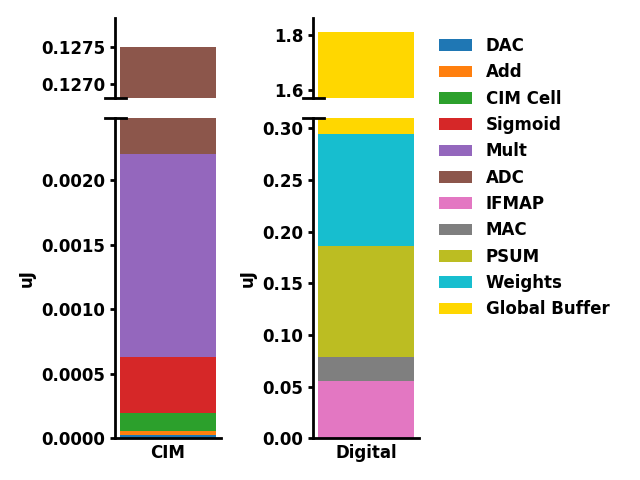 0.1275
0.1270
0.0020
0.0015
0.0010
0.0005
0.0000
uJ
CIM
1.8
1.6
0.30
0.25
0.20
0.15
0.10
0.05
0.00
uJ
Digital
DAC
Add
CIM Cell
Sigmoid
Mult
ADC
IFMAP
MAC
PSUM
Weights
Global Buffer